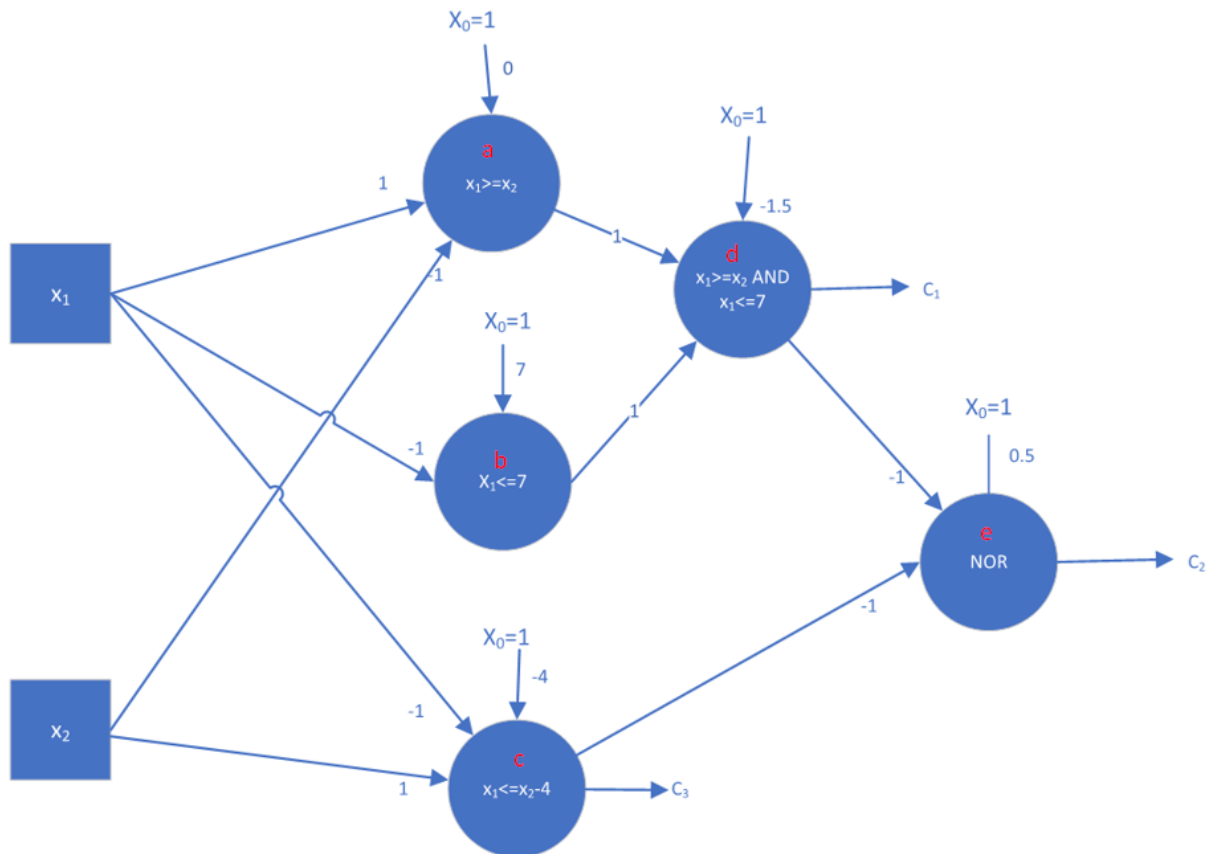 X₀=1
0
a
x₁>=x₂
1
-1
X₀=1
-1.5
1
d
x₁>=x₂ AND
x₁<=7
C₁
x₁
X₀=1
7
-1
b
X₁<=7
1
X₀=1
0.5
-1
e
NOR
C₂
-1
X₀=1
-4
-1
x₂
1
c
x₁<=x₂-4
C₃